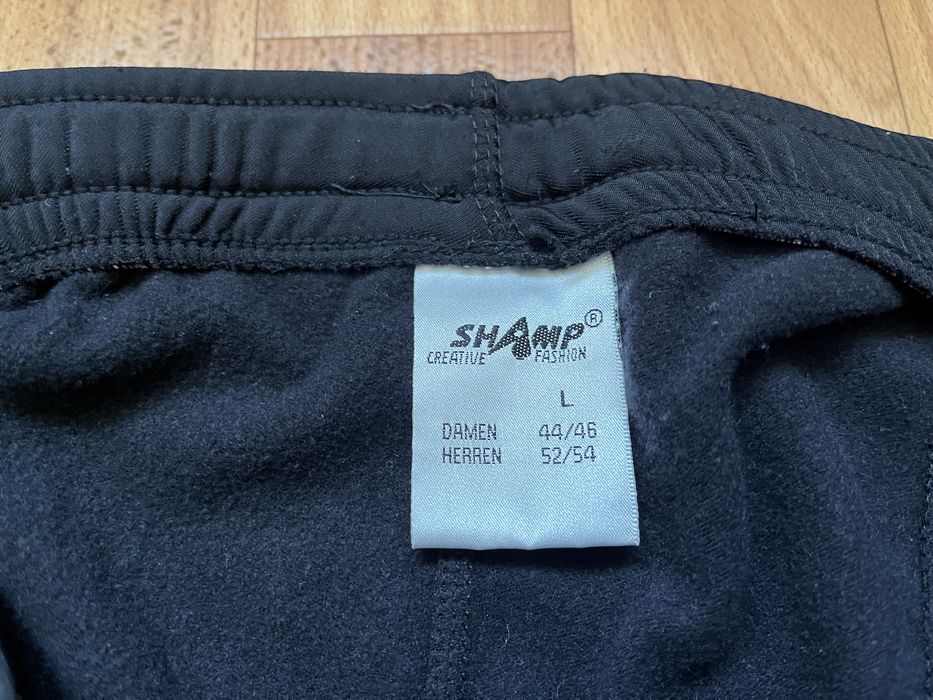 SHAMP®
CREATIVE FASHION
L
DAMEN 44/46
HERREN 52/54